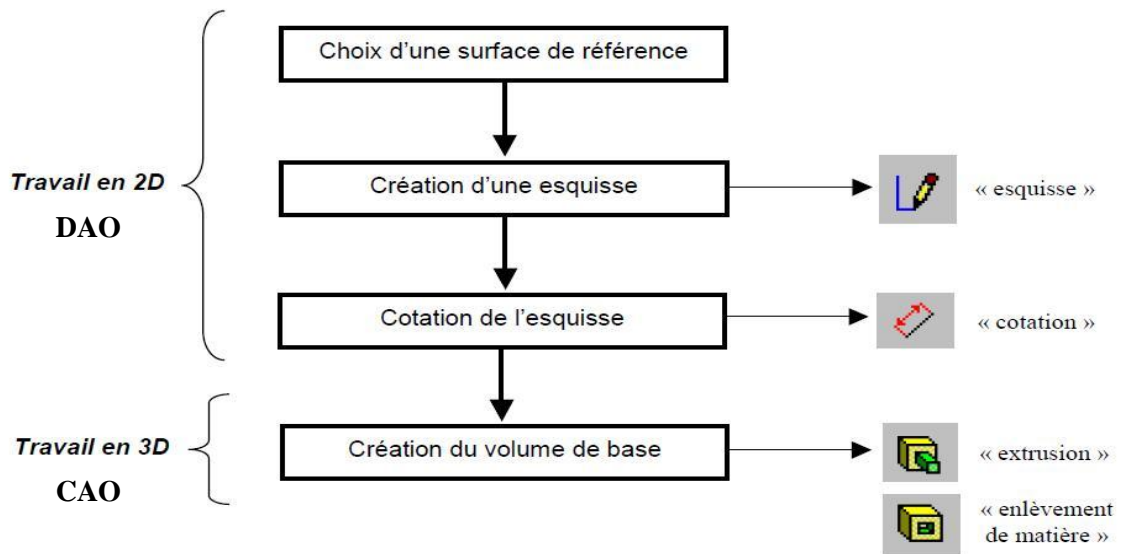 Choix d'une surface de référence
Travail en 2D
DAO
Création d'une esquisse
« esquisse »
Cotation de l'esquisse
« cotation »
Travail en 3D
CAO
Création du volume de base
« extrusion »
« enlèvement
de matière »